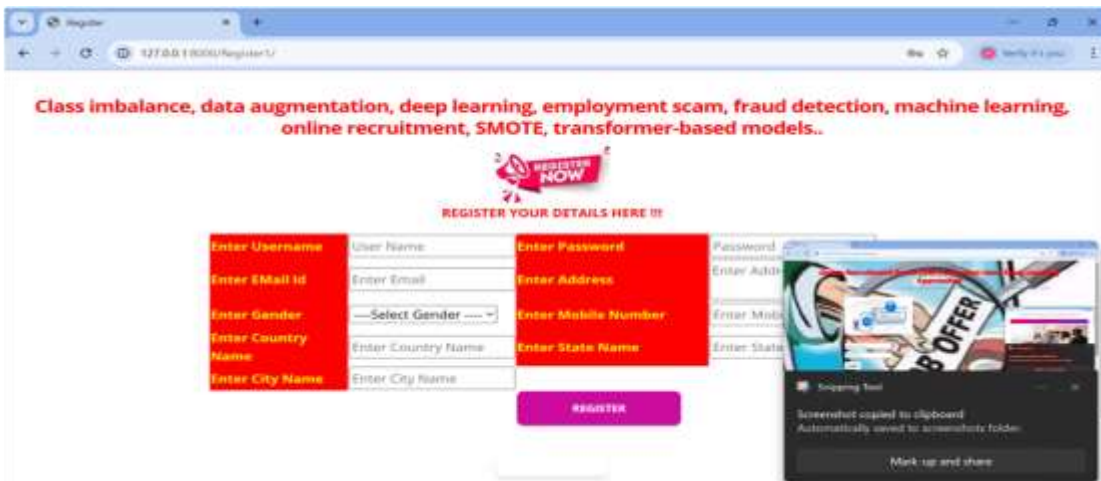 Register
127.0.0.1:8000/Register1/
Verify it's you
Class imbalance, data augmentation, deep learning, employment scam, fraud detection, machine learning,
online recruitment, SMOTE, transformer-based models..
REGISTER
NOW
REGISTER YOUR DETAILS HERE !!!
Enter Username User Name Enter Password Password
Enter EMail Id Enter Email Enter Address Enter Addr
Enter Gender ----Select Gender ---- Enter Mobile Number Enter Mob
Enter Country
Name Enter Country Name Enter State Name Enter State
Enter City Name Enter City Name
REGISTER
OFFER
Snipping Tool
Screenshot copied to clipboard
Automatically saved to screenshots folder.
Mark-up and share